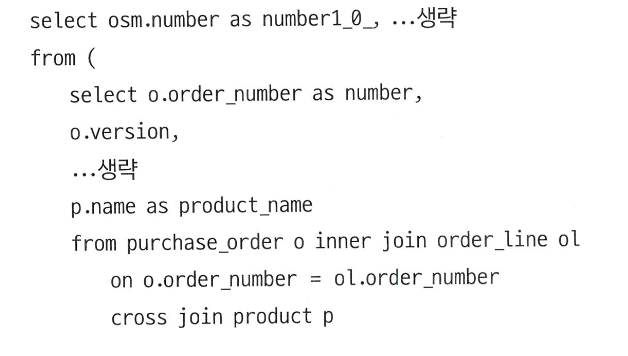 select osm.number as number1_0_, ...생략
from (
select o.order_number as number,
o.version,
...생략
p.name as product_name
from purchase_order o inner join order_line ol
on o.order_number = ol.order_number
cross join product p